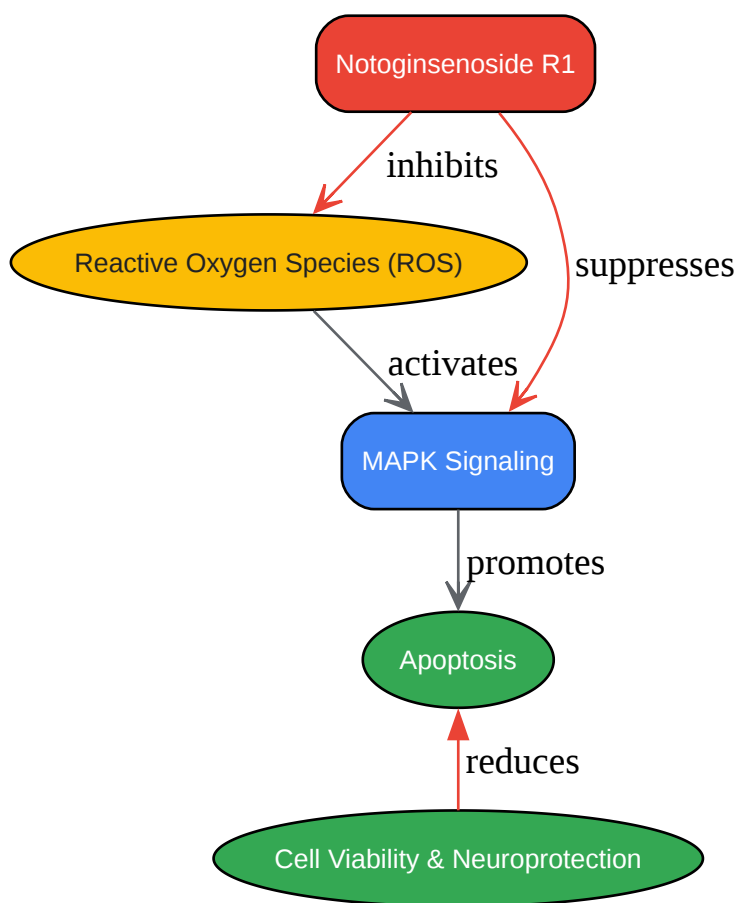 Notoginsenoside R1
inhibits
Reactive Oxygen Species (ROS)
suppresses
activates
MAPK Signaling
promotes
Apoptosis
reduces
Cell Viability & Neuroprotection